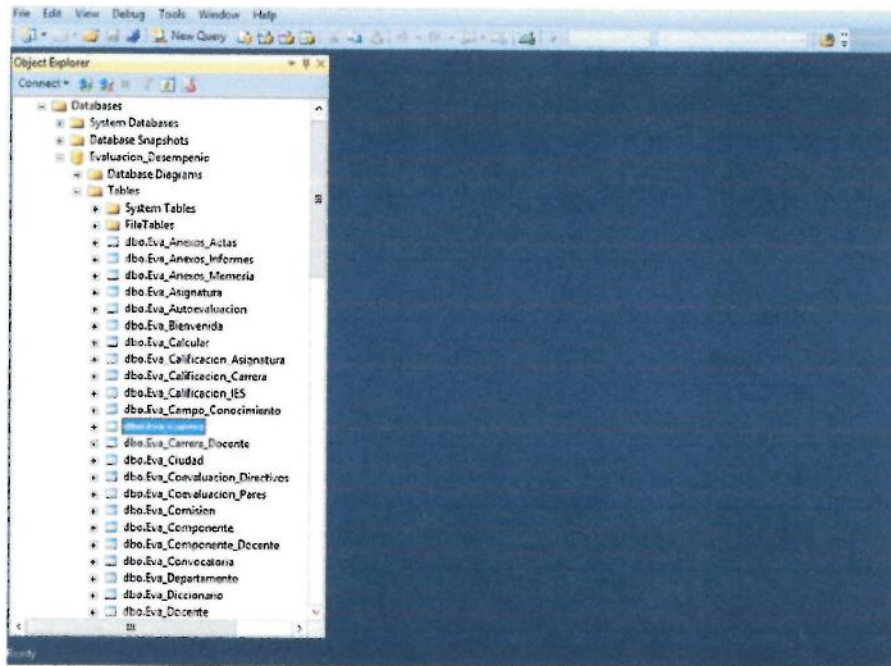 File Edit View Debug Tools Window Help
New Query
Object Explorer
Connect
Databases
System Databases
Database Snapshots
Evaluacion_Desempenio
Database Diagrams
Tables
System Tables
FileTables
dbo.Eva_Anexos_Actas
dbo.Eva_Anexos_Informes
dbo.Eva_Anexos_Memoria
dbo.Eva_Asignatura
dbo.Eva_Autoevaluacion
dbo.Eva_Bienvenida
dbo.Eva_Calcular
dbo.Eva_Calificacion_Asignatura
dbo.Eva_Calificacion_Carrera
dbo.Eva_Calificacion_IES
dbo.Eva_Campo_Conocimiento
dbo.Eva_Carrera_Docente
dbo.Eva_Ciudad
dbo.Eva_Coevaluacion_Directivos
dbo.Eva_Coevaluacion_Pares
dbo.Eva_Comision
dbo.Eva_Componente
dbo.Eva_Componente_Docente
dbo.Eva_Convocatoria
dbo.Eva_Departamento
dbo.Eva_Diccionario
dbo.Eva_Docente
Ready